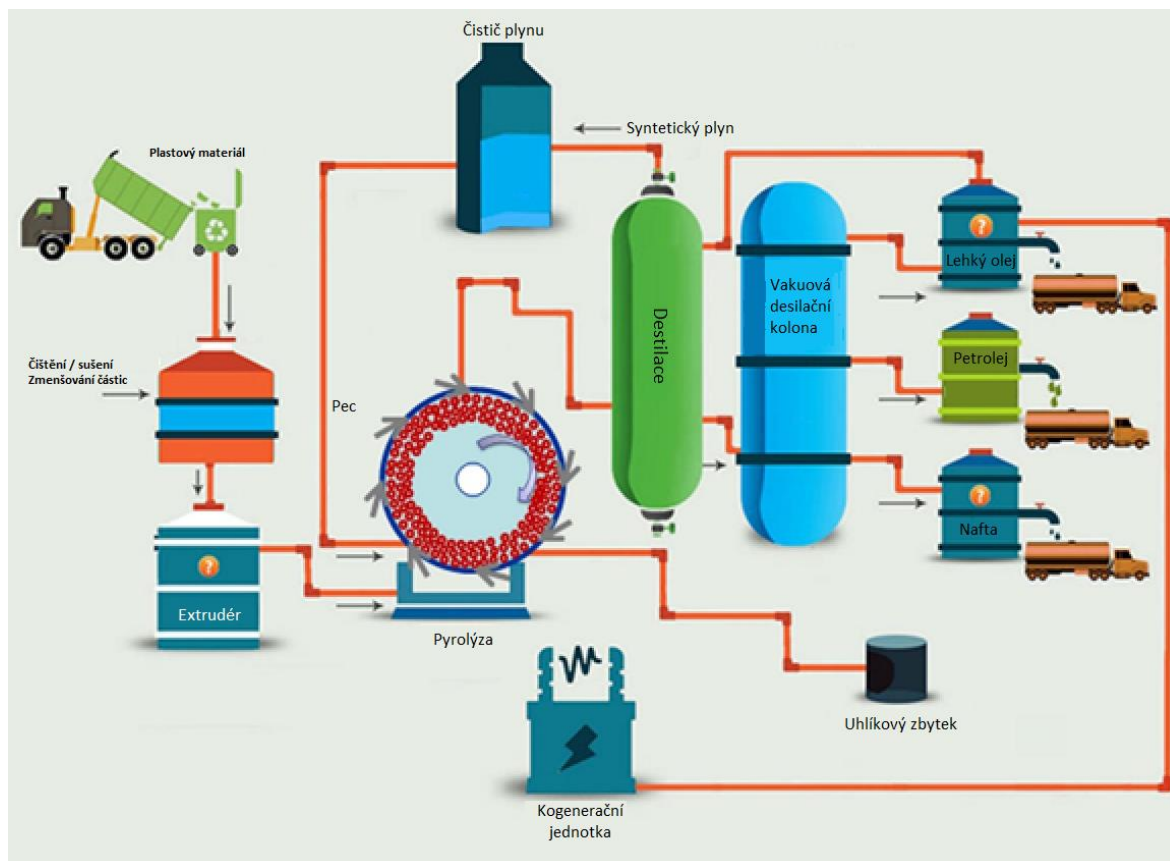 Čistič plynu
Syntetický plyn
Plastový materiál
Lehký olej
Vakuová
desilační
kolona
Destilace
Petrolej
Čištění / sušení
Zmenšování částic
Pec
Nafta
?
?
?
Extrudér
Pyrolýza
Uhlíkový zbytek
Kogenerační
jednotka